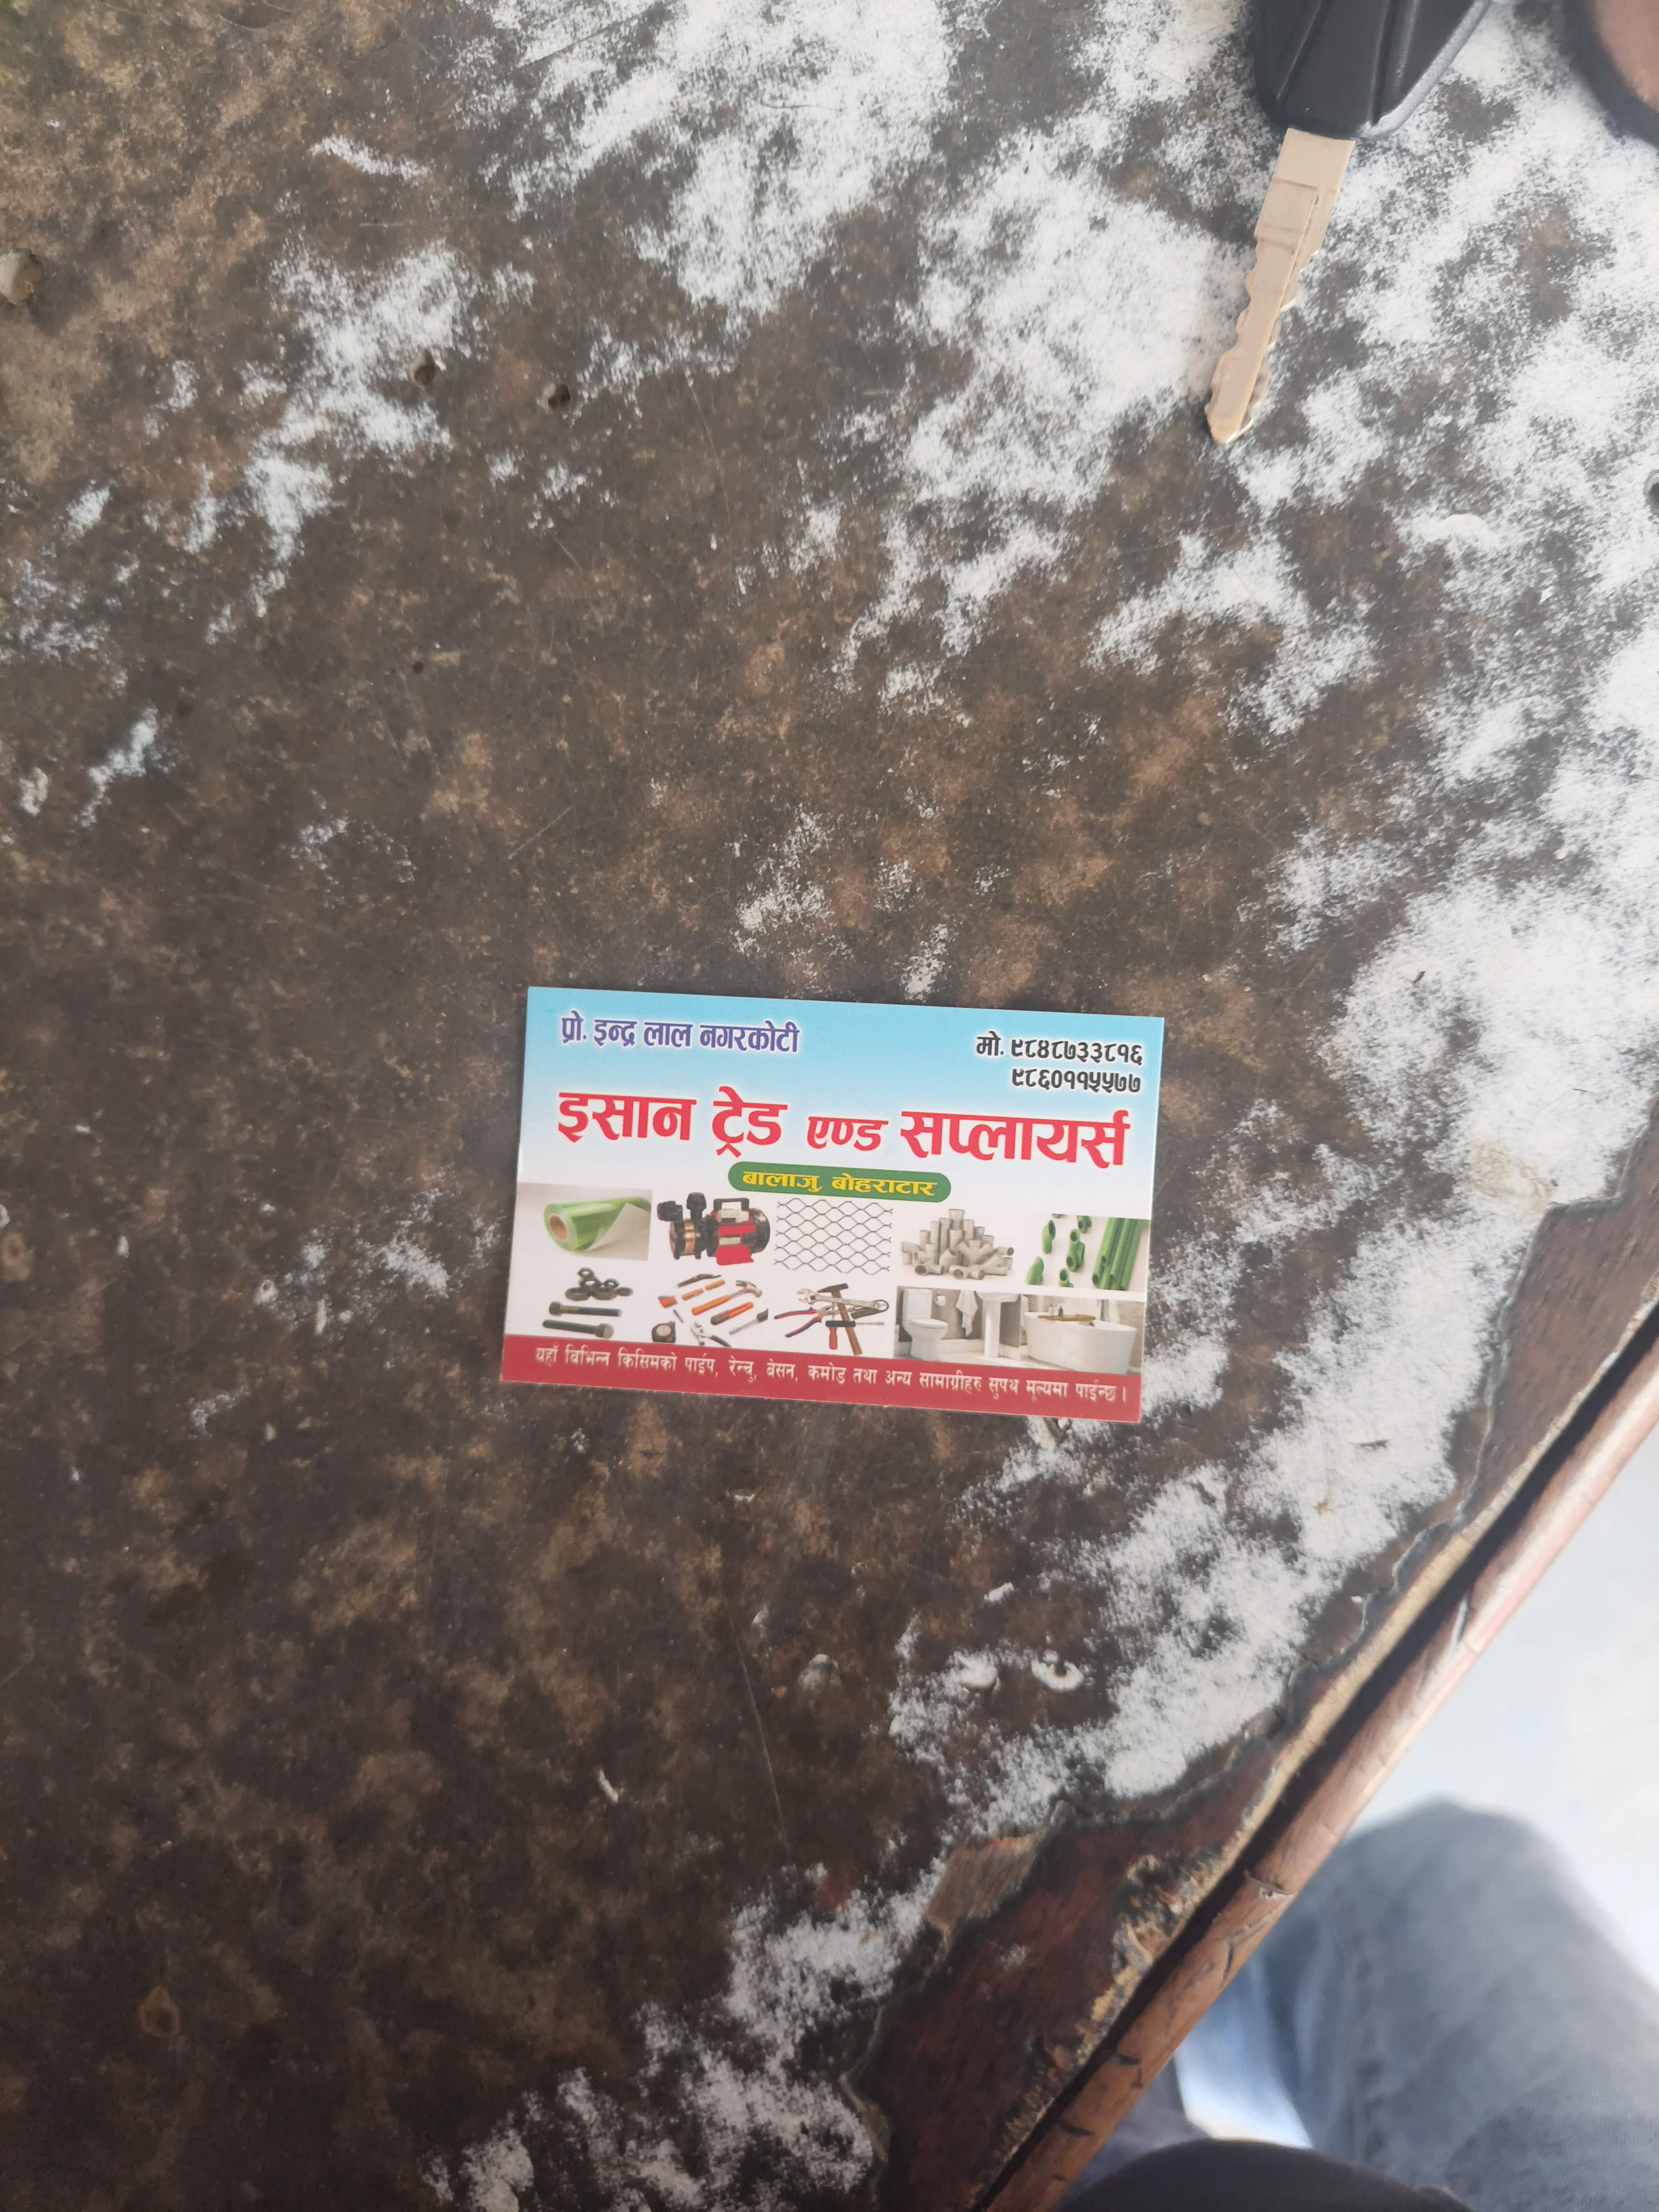 प्रो. इन्द्र लाल नगरकोटी
मो. ९८४८७३३८१६
९८६०११५५७७
इसान ट्रेड एण्ड सप्लायर्स
बालाजु, बोहराटार
यहाँ विभिन्न किसिमको पाईप, रेन्चु, बेसन, कमोड तथा अन्य सामाग्रीहरु सुपथ मूल्यमा पाईन्छ ।